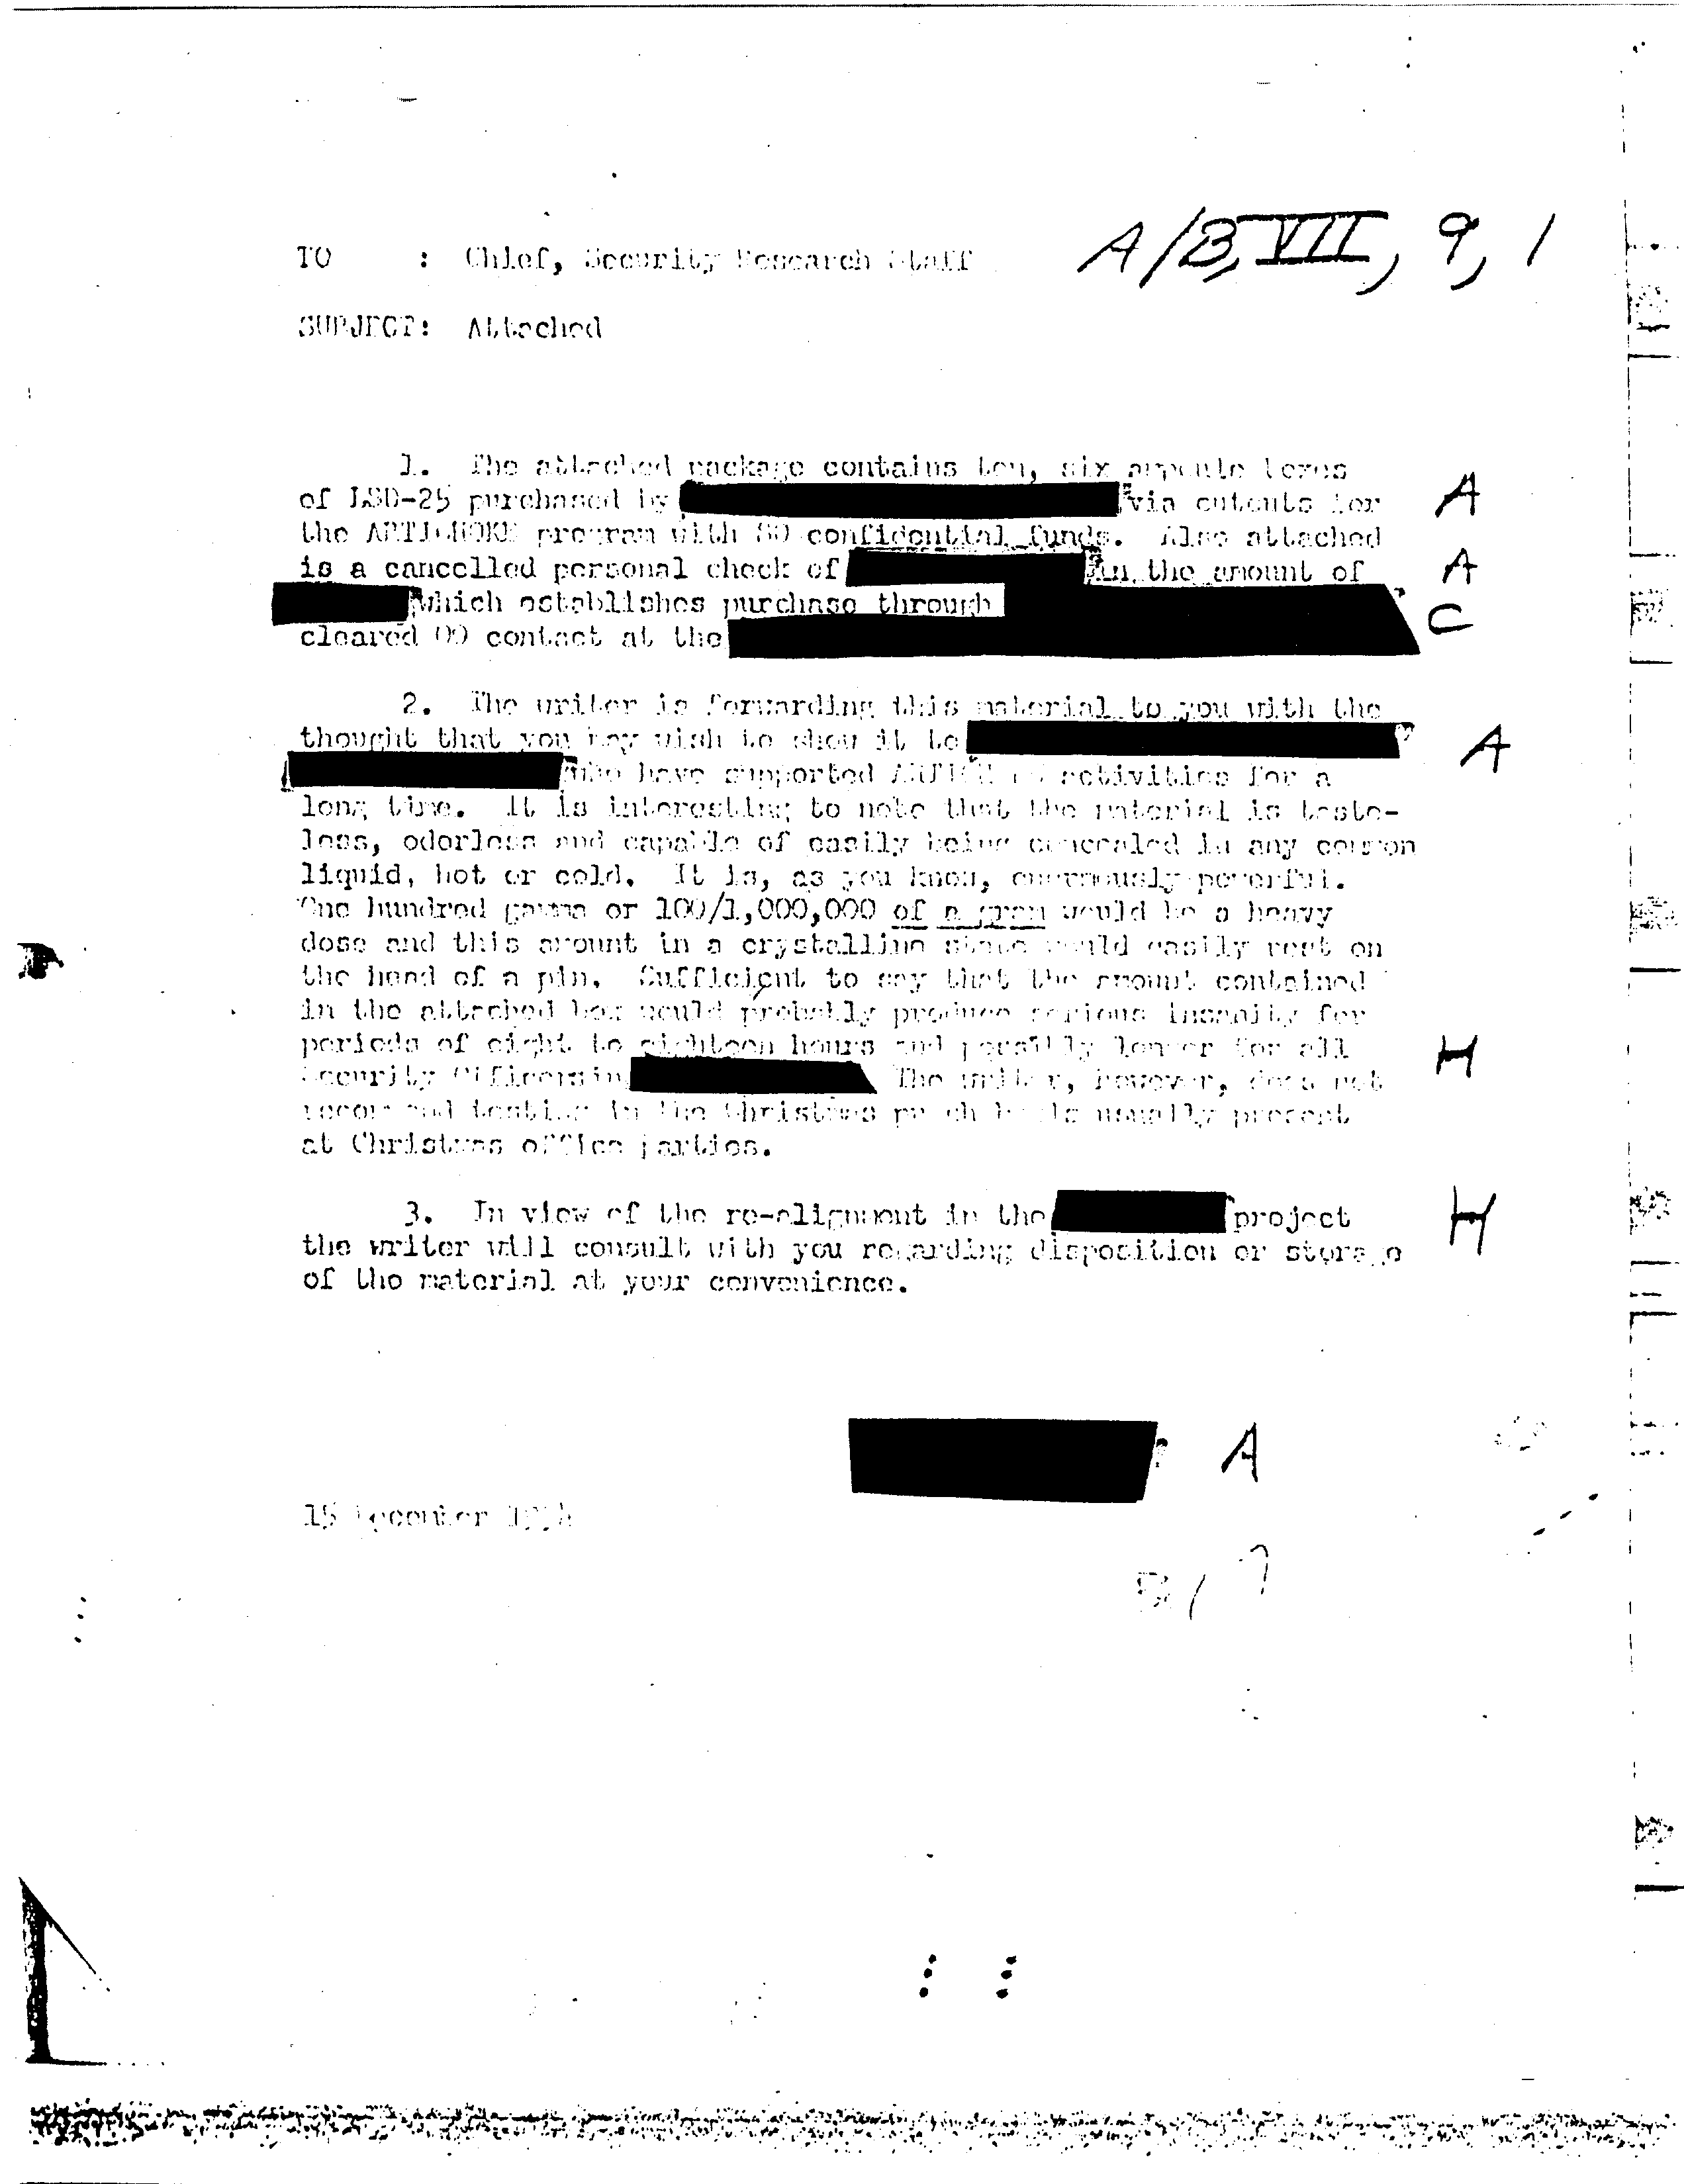 A/B, VII, 9, 1
TO : Chief, Security Research Staff
SUBJECT: Attached
1. The attached package contains ten, six ampoule boxes
of LSD-25 purchased by via cutouts for A
the ARTICHOKE program with SO confidential funds. Also attached
is a cancelled personal check of in the amount of A
which establishes purchase through C
cleared OO contact at the
2. The writer is forwarding this material to you with the
thought that you may wish to show it to A
who have supported ARTICHOKE activities for a
long time. It is interesting to note that the material is taste-
less, odorless and capable of easily being concealed in any common
liquid, hot or cold. It is, as you know, enormously powerful.
One hundred gamma or 100/1,000,000 of a gram would be a heavy
dose and this amount in a crystalline state would easily rest on
the head of a pin. Sufficient to say that the amount contained
in the attached box would probably produce serious insanity for
periods of eight to eighteen hours and possibly longer for all H
Security Officers in The writer, however, does not
recommend testing in the Christmas punch bowls usually present
at Christmas office parties.
3. In view of the re-alignment in the project H
the writer will consult with you regarding disposition or storage
of the material at your convenience.
A
15 December